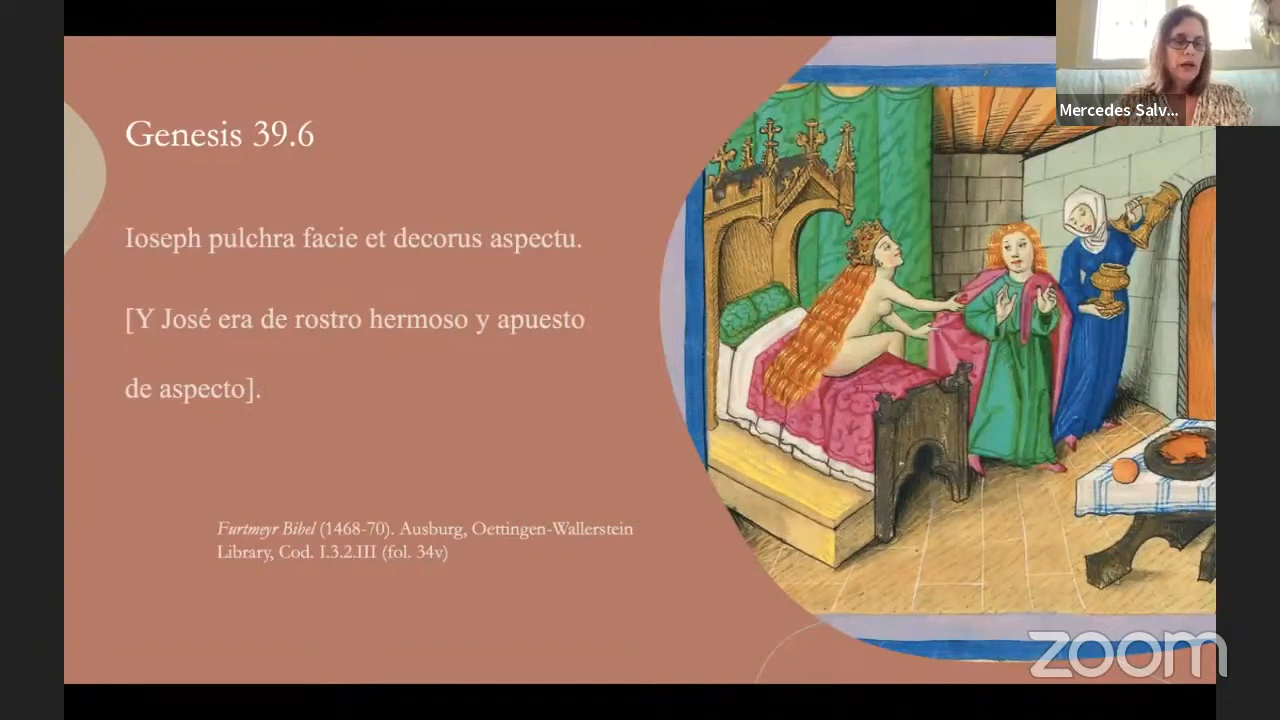 Genesis 39.6
Ioseph pulchra facie et decorus aspectu.
[Y José era de rostro hermoso y apuesto
de aspecto].
Furtmeyr Bibel (1468-70). Ausburg, Oettingen-Wallerstein
Library, Cod. I.3.2.III (fol. 34v)
Mercedes Salv...
zoom